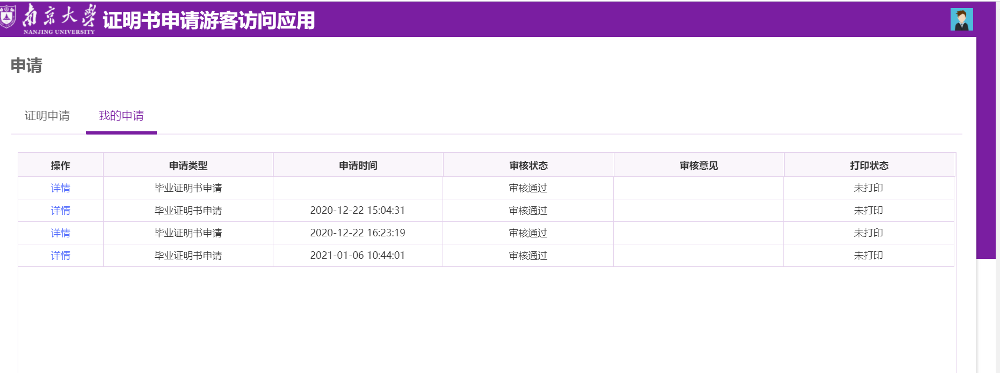 南京大学 证明书申请游客访问应用
NANJING UNIVERSITY
申请
证明申请 我的申请
操作 申请类型 申请时间 审核状态 审核意见 打印状态
详情 毕业证明书申请 审核通过 未打印
详情 毕业证明书申请 2020-12-22 15:04:31 审核通过 未打印
详情 毕业证明书申请 2020-12-22 16:23:19 审核通过 未打印
详情 毕业证明书申请 2021-01-06 10:44:01 审核通过 未打印